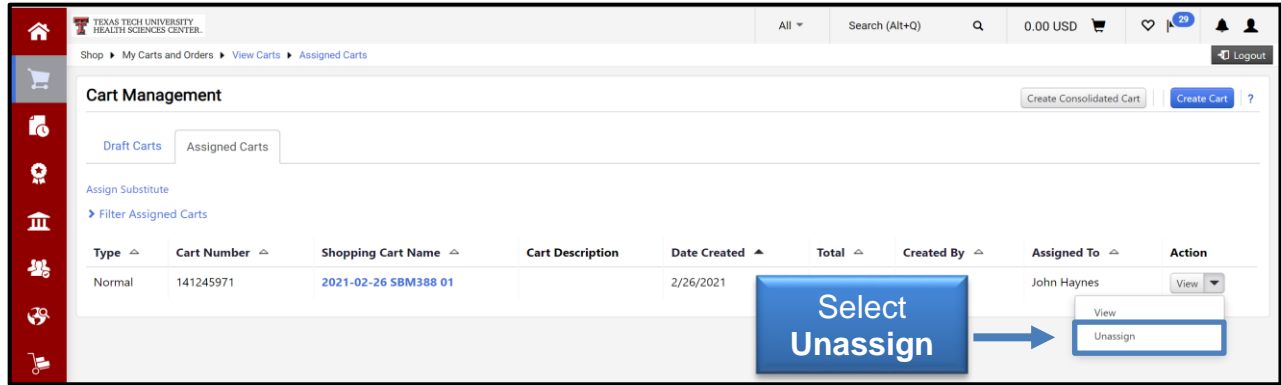 TEXAS TECH UNIVERSITY
HEALTH SCIENCES CENTER.
All Search (Alt+Q) 0.00 USD 29
Shop My Carts and Orders View Carts Assigned Carts Logout
Cart Management Create Consolidated Cart Create Cart ?
Draft Carts Assigned Carts
Assign Substitute
Filter Assigned Carts
Type Cart Number Shopping Cart Name Cart Description Date Created Total Created By Assigned To Action
Normal 141245971 2021-02-26 SBM388 01 2/26/2021 John Haynes View
View
Select
Unassign
Unassign